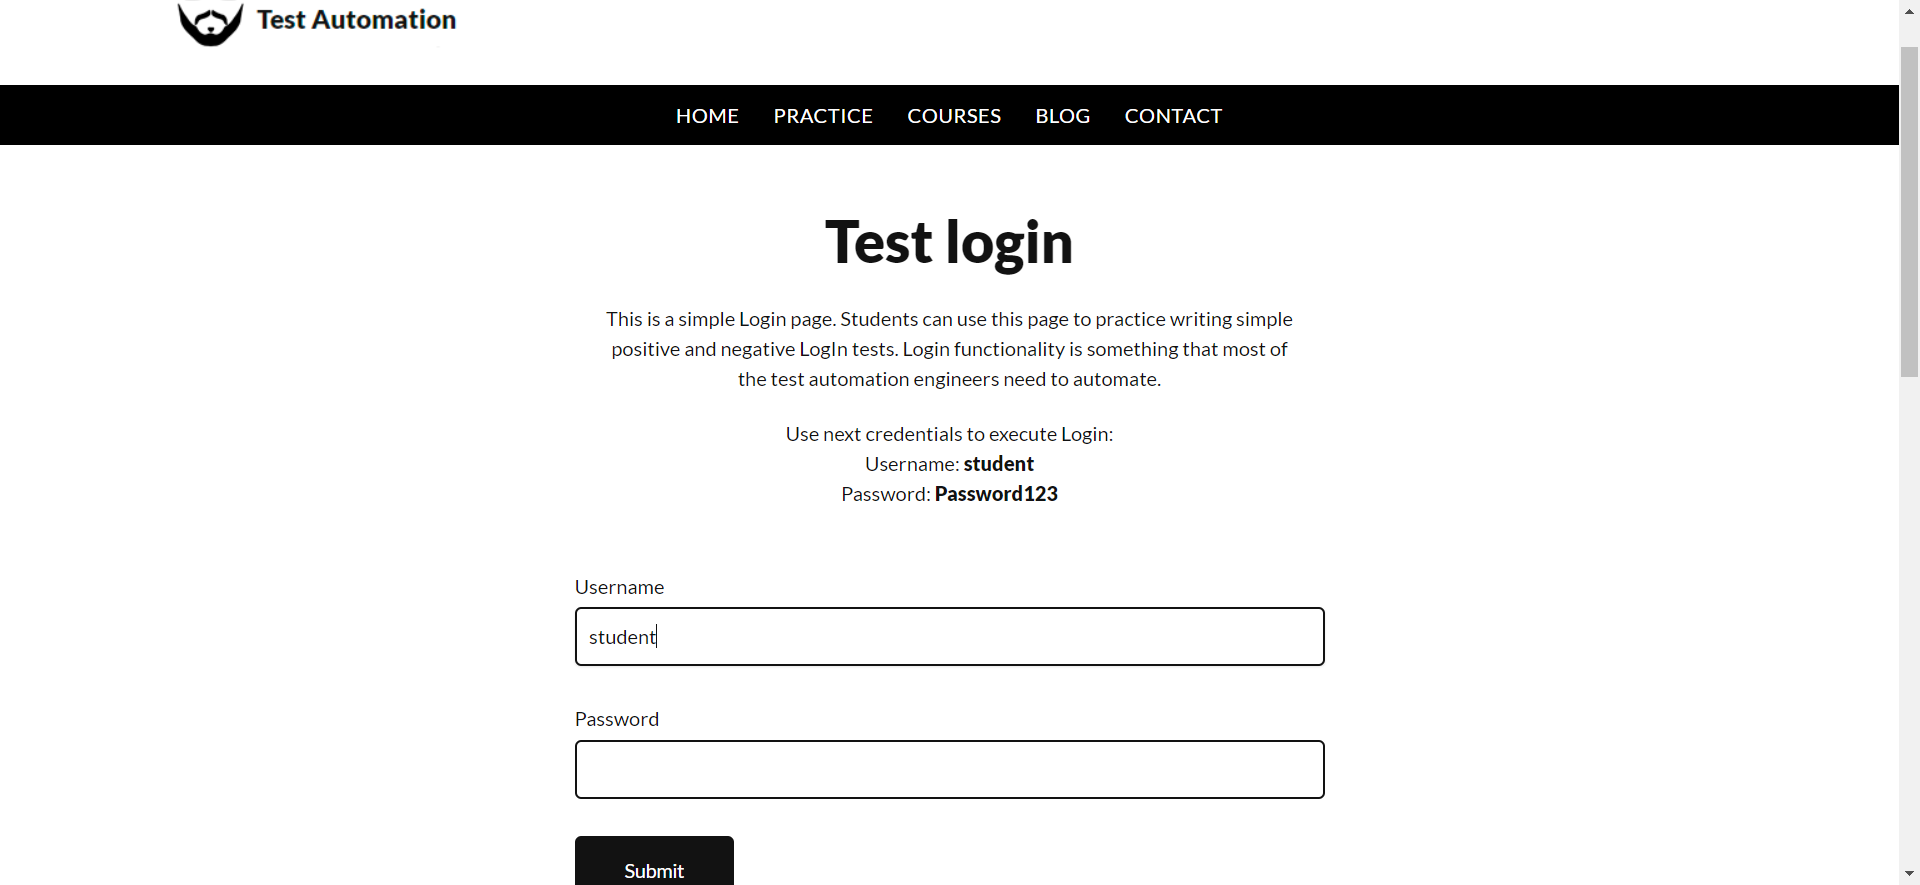 Test Automation
HOME PRACTICE COURSES BLOG CONTACT
Test login
This is a simple Login page. Students can use this page to practice writing simple
positive and negative LogIn tests. Login functionality is something that most of
the test automation engineers need to automate.
Use next credentials to execute Login:
Username: student
Password: Password123
Username
student
Password
Submit